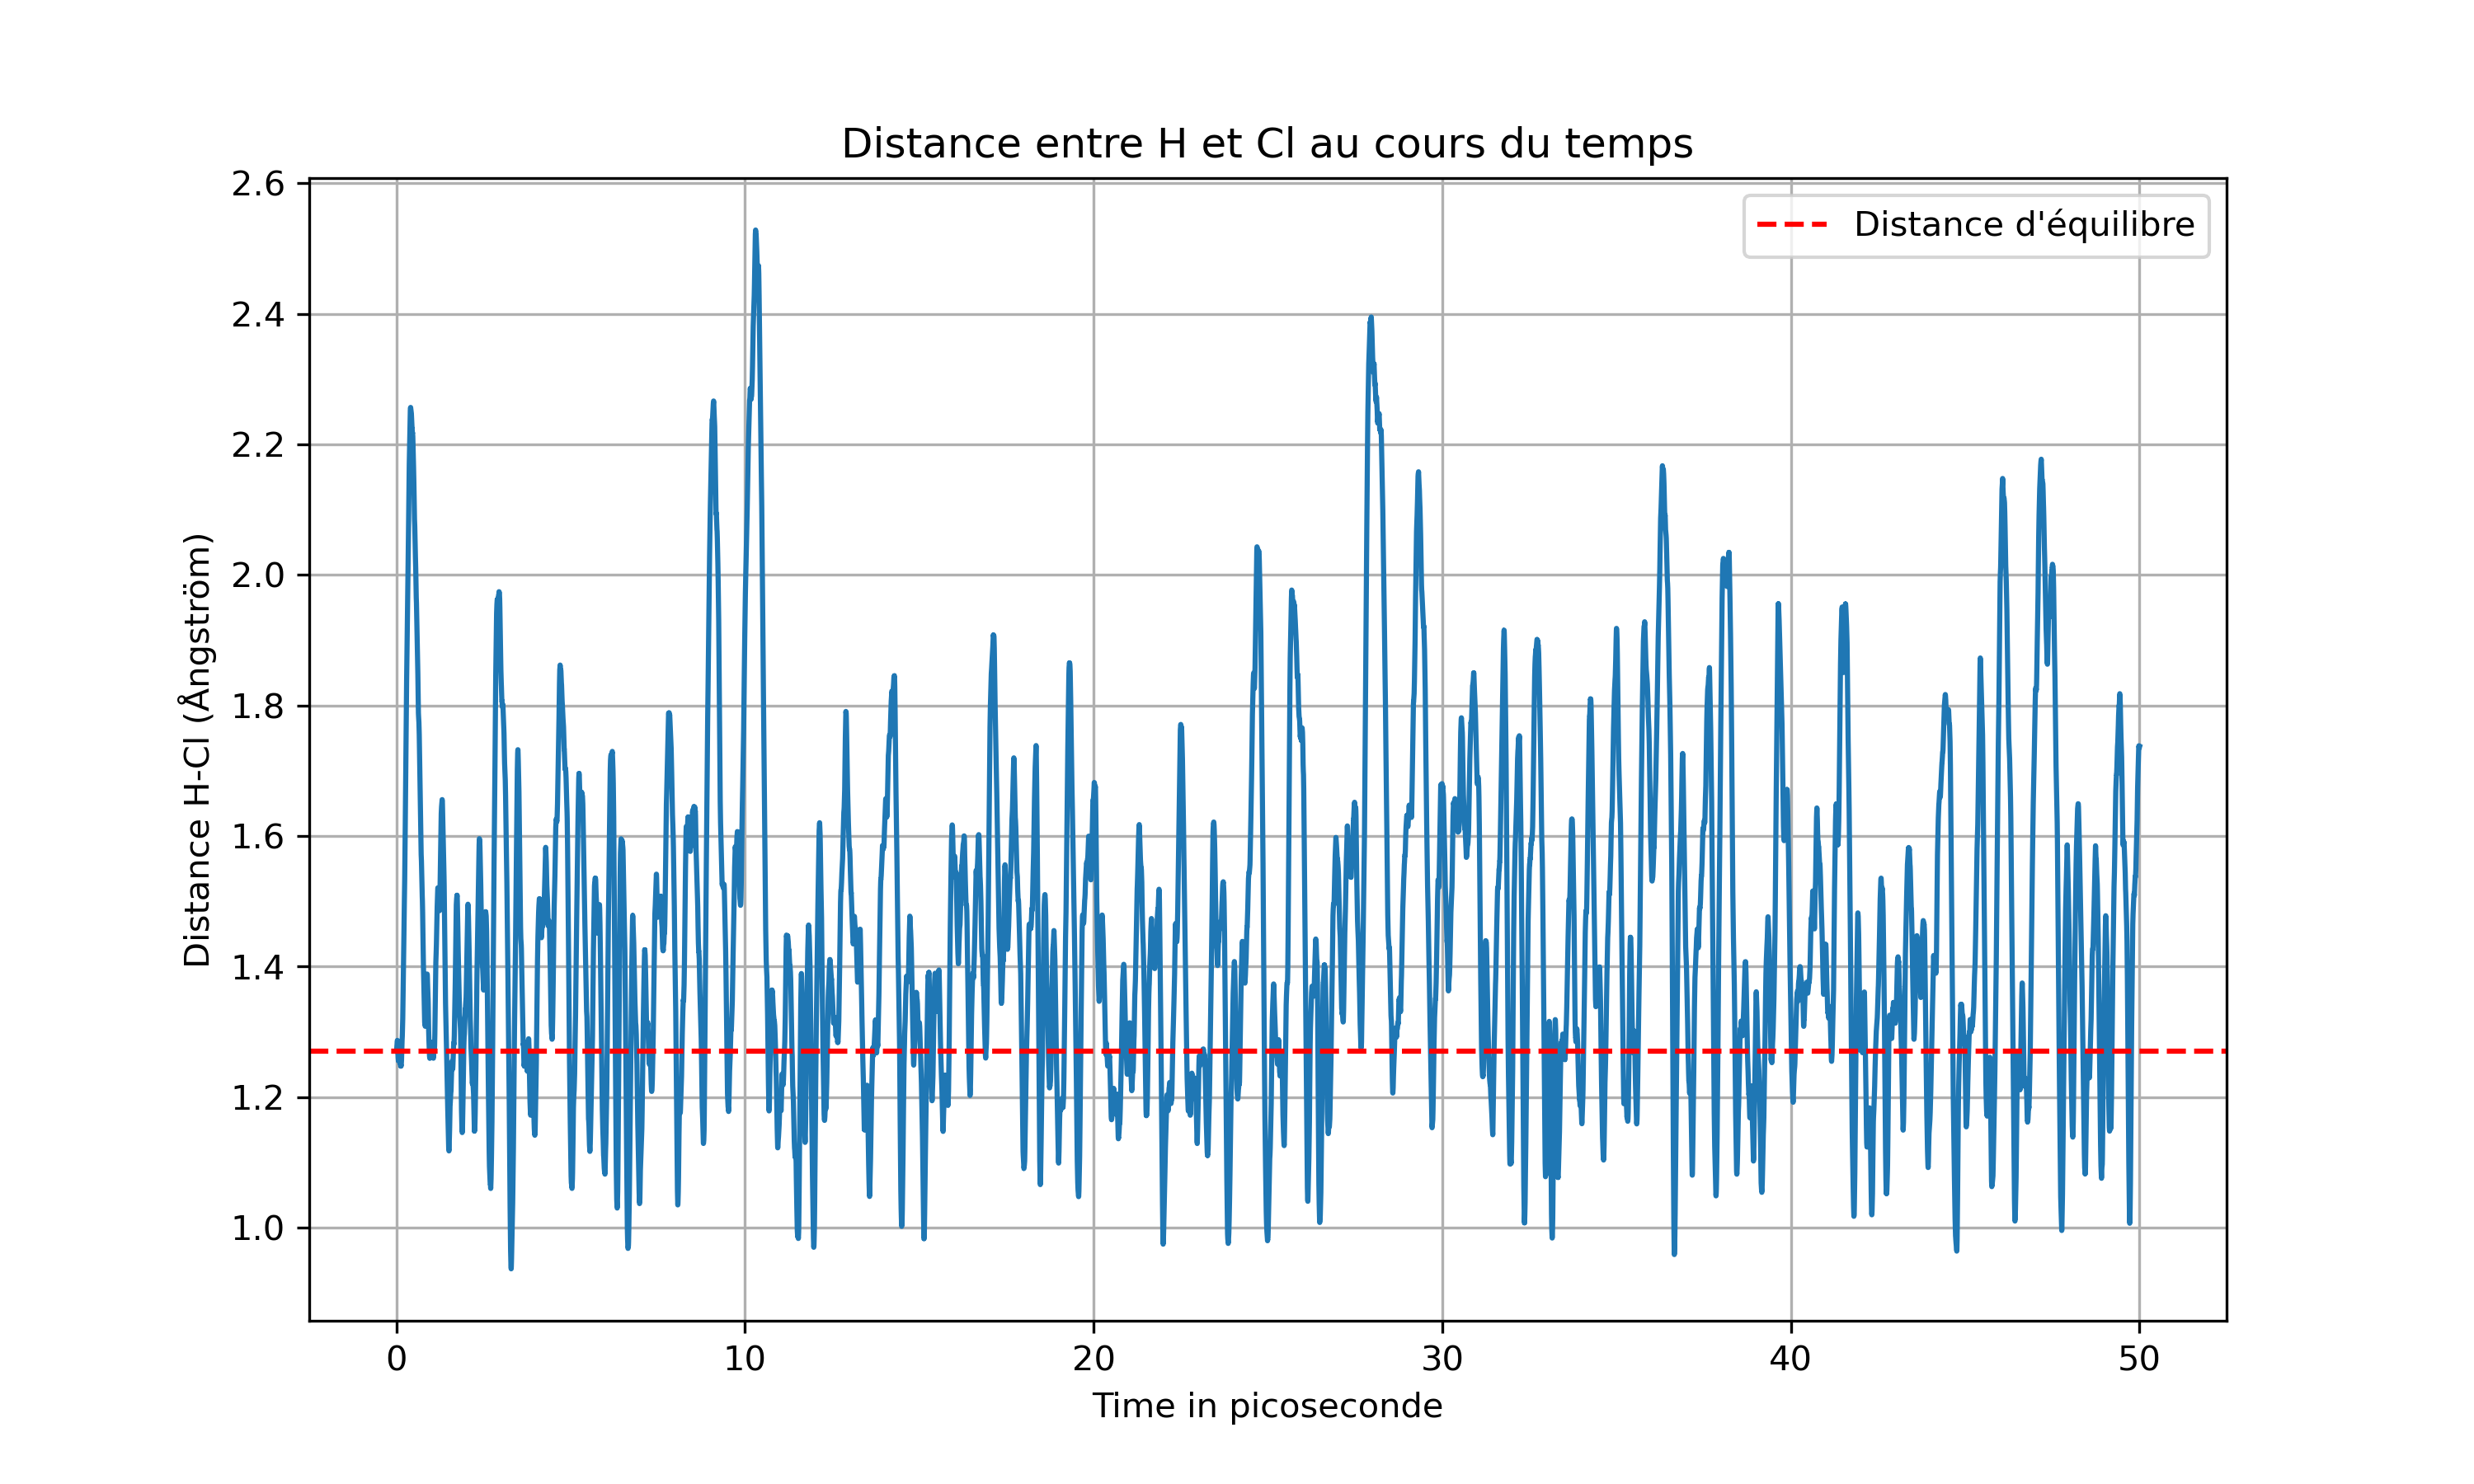 Distance entre H et Cl au cours du temps
Distance d'équilibre
Distance H-Cl (Ångström)
2.6
2.4
2.2
2.0
1.8
1.6
1.4
1.2
1.0
0 10 20 30 40 50
Time in picoseconde